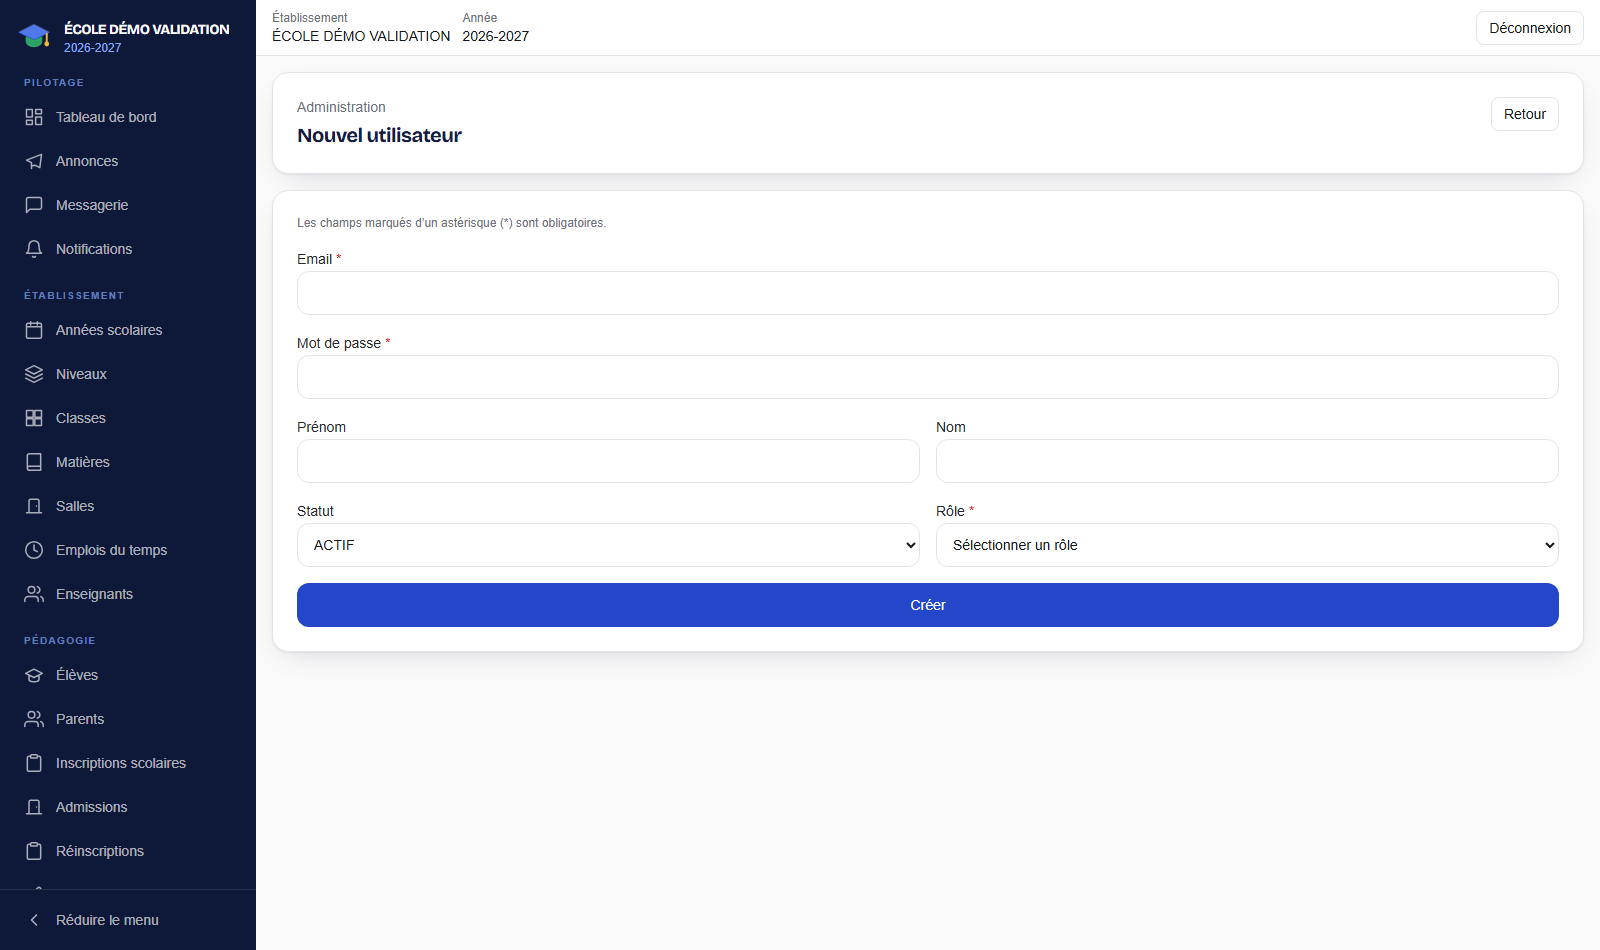 ÉCOLE DÉMO VALIDATION
2026-2027
PILOTAGE
Tableau de bord
Annonces
Messagerie
Notifications
ÉTABLISSEMENT
Années scolaires
Niveaux
Classes
Matières
Salles
Emplois du temps
Enseignants
PÉDAGOGIE
Élèves
Parents
Inscriptions scolaires
Admissions
Réinscriptions
Réduire le menu
Établissement Année
ÉCOLE DÉMO VALIDATION 2026-2027
Déconnexion
Administration
Nouvel utilisateur
Retour
Les champs marqués d’un astérisque (*) sont obligatoires.
Email *
Mot de passe *
Prénom Nom
Statut Rôle *
ACTIF Sélectionner un rôle
Créer